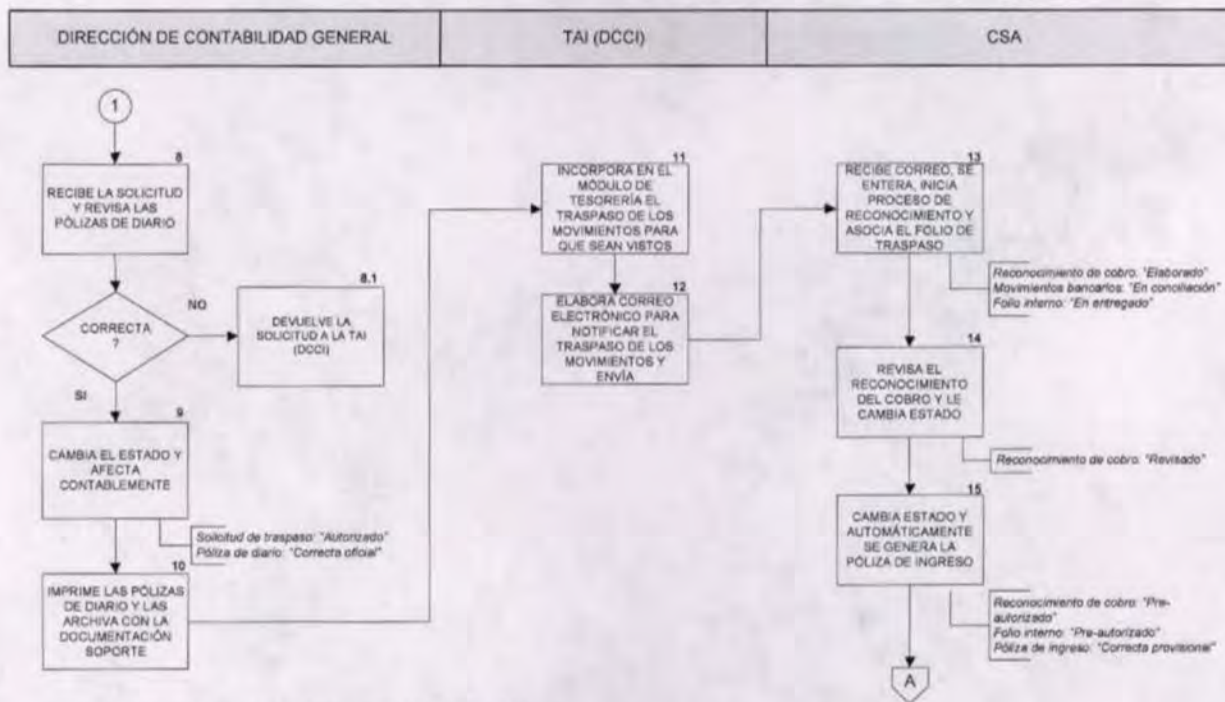 DIRECCIÓN DE CONTABILIDAD GENERAL
TAI (DCCI)
CSA
1
8
RECIBE LA SOLICITUD
Y REVISA LAS
PÓLIZAS DE DIARIO
CORRECTA
?
NO
SI
8.1
DEVUELVE LA
SOLICITUD A LA TAI
(DCCI)
9
CAMBIA EL ESTADO Y
AFECTA
CONTABLEMENTE
Solicitud de traspaso: "Autorizado"
Póliza de diario: "Correcta oficial"
10
IMPRIME LAS PÓLIZAS
DE DIARIO Y LAS
ARCHIVA CON LA
DOCUMENTACIÓN
SOPORTE
11
INCORPORA EN EL
MÓDULO DE
TESORERÍA EL
TRASPASO DE LOS
MOVIMIENTOS PARA
QUE SEAN VISTOS
12
ELABORA CORREO
ELECTRÓNICO PARA
NOTIFICAR EL
TRASPASO DE LOS
MOVIMIENTOS Y
ENVÍA
13
RECIBE CORREO, SE
ENTERA, INICIA
PROCESO DE
RECONOCIMIENTO Y
ASOCIA EL FOLIO DE
TRASPASO
Reconocimiento de cobro: "Elaborado"
Movimientos bancarios: "En conciliación"
Folio interno: "En entregado"
14
REVISA EL
RECONOCIMIENTO
DEL COBRO Y LE
CAMBIA ESTADO
Reconocimiento de cobro: "Revisado"
15
CAMBIA ESTADO Y
AUTOMÁTICAMENTE
SE GENERA LA
PÓLIZA DE INGRESO
Reconocimiento de cobro: "Pre-
autorizado"
Folio interno: "Pre-autorizado"
Póliza de ingreso: "Correcta provisional"
A